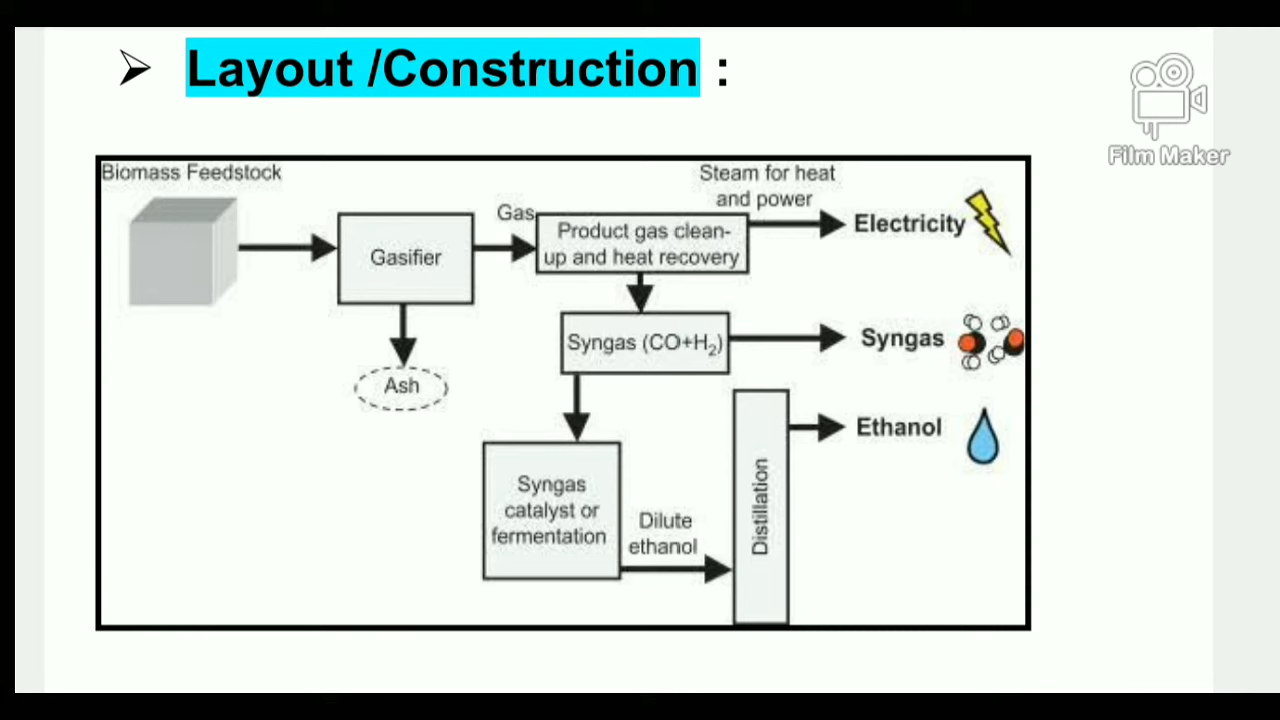 Layout /Construction :
Film Maker
Biomass Feedstock
Steam for heat
and power
Gas
Electricity
Gasifier
Product gas clean-
up and heat recovery
Syngas (CO+H₂)
Syngas
Ash
Ethanol
Syngas
catalyst or
fermentation
Dilute
ethanol
Distillation